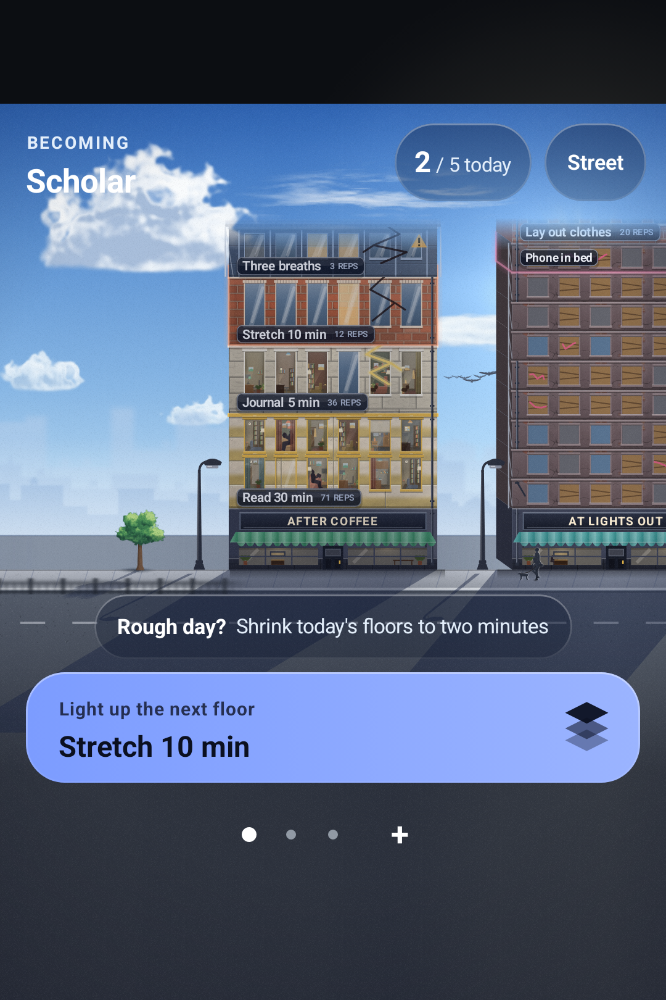 BECOMING
Scholar
2 / 5 today
Street
Lay out clothes 20 REPS
Phone in bed
Three breaths 3 REPS
Stretch 10 min 12 REPS
Journal 5 min 36 REPS
Read 30 min 71 REPS
AFTER COFFEE
AT LIGHTS OUT
Rough day? Shrink today's floors to two minutes
Light up the next floor
Stretch 10 min